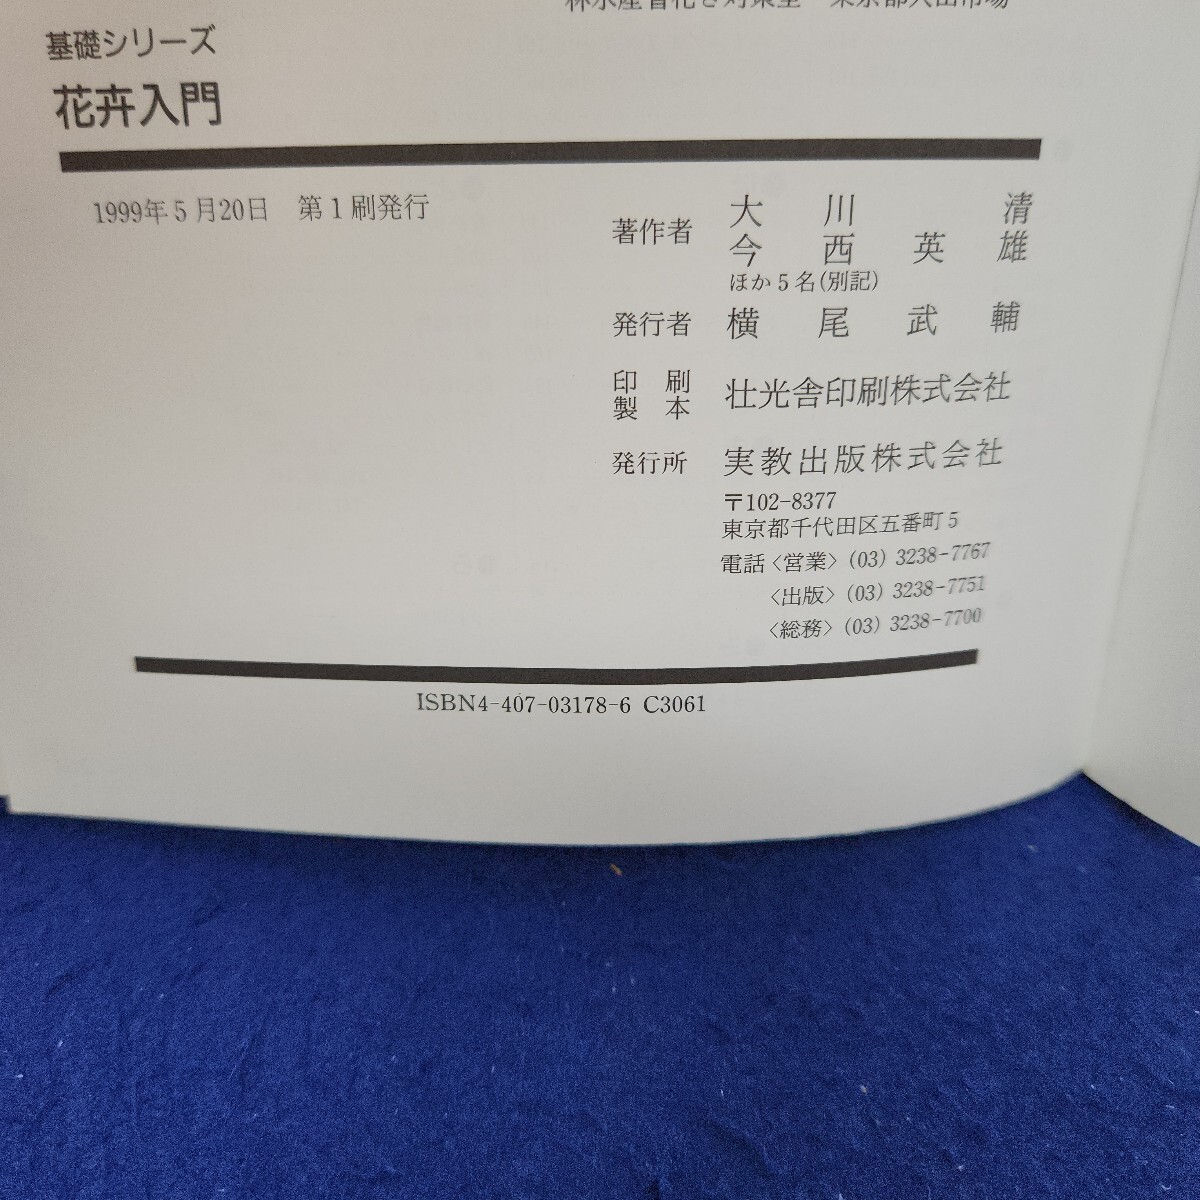 基礎シリーズ
花卉入門
1999年5月20日 第1刷発行
著作者 大川 清
今西英雄
ほか5名(別記)
発行者 横尾武輔
印刷
製本 壮光舎印刷株式会社
発行所 実教出版株式会社
〒102-8377
東京都千代田区五番町5
電話〈営業〉(03) 3238-7767
〈出版〉(03) 3238-7751
〈総務〉(03) 3238-7700
ISBN4-407-03178-6 C3061